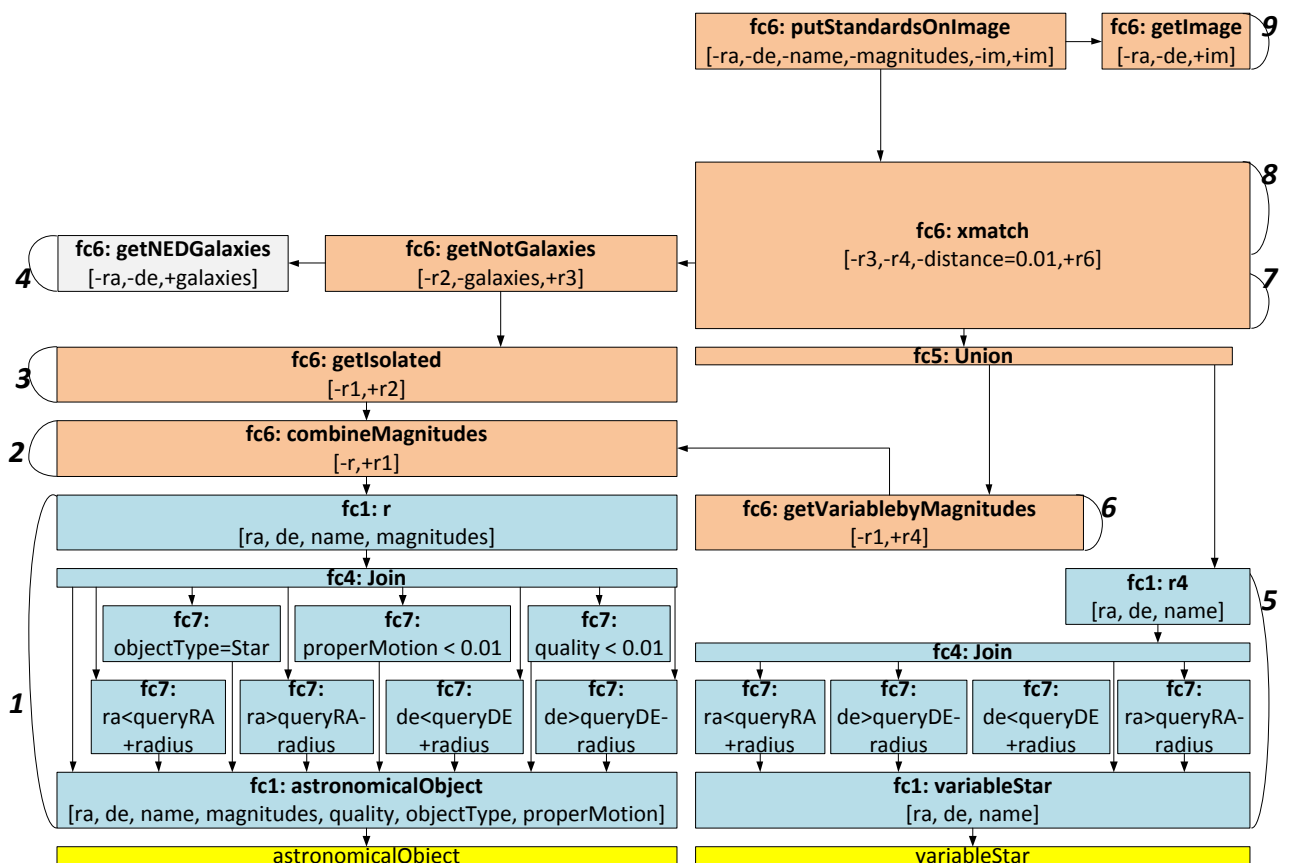 fc6: putStandardsOnImage
[-ra,-de,-name,-magnitudes,-im,+im]
fc6: getImage
[-ra,-de,+im]
9
8
fc6: xmatch
[-r3,-r4,-distance=0.01,+r6]
7
fc6: getNEDGalaxies
[-ra,-de,+galaxies]
4
fc6: getNotGalaxies
[-r2,-galaxies,+r3]
fc5: Union
3
fc6: getIsolated
[-r1,+r2]
2
fc6: combineMagnitudes
[-r,+r1]
fc6: getVariablebyMagnitudes
[-r1,+r4]
6
fc1: r
[ra, de, name, magnitudes]
fc4: Join
fc7:
objectType=Star
fc7:
properMotion < 0.01
fc7:
quality < 0.01
1
fc7:
ra<queryRA
+radius
fc7:
ra>queryRA-
radius
fc7:
de<queryDE
+radius
fc7:
de>queryDE-
radius
fc1: astronomicalObject
[ra, de, name, magnitudes, quality, objectType, properMotion]
astronomicalObject
fc1: r4
[ra, de, name]
5
fc4: Join
fc7:
ra<queryRA
+radius
fc7:
de>queryDE-
radius
fc7:
de<queryDE
+radius
fc7:
ra>queryRA-
radius
fc1: variableStar
[ra, de, name]
variableStar